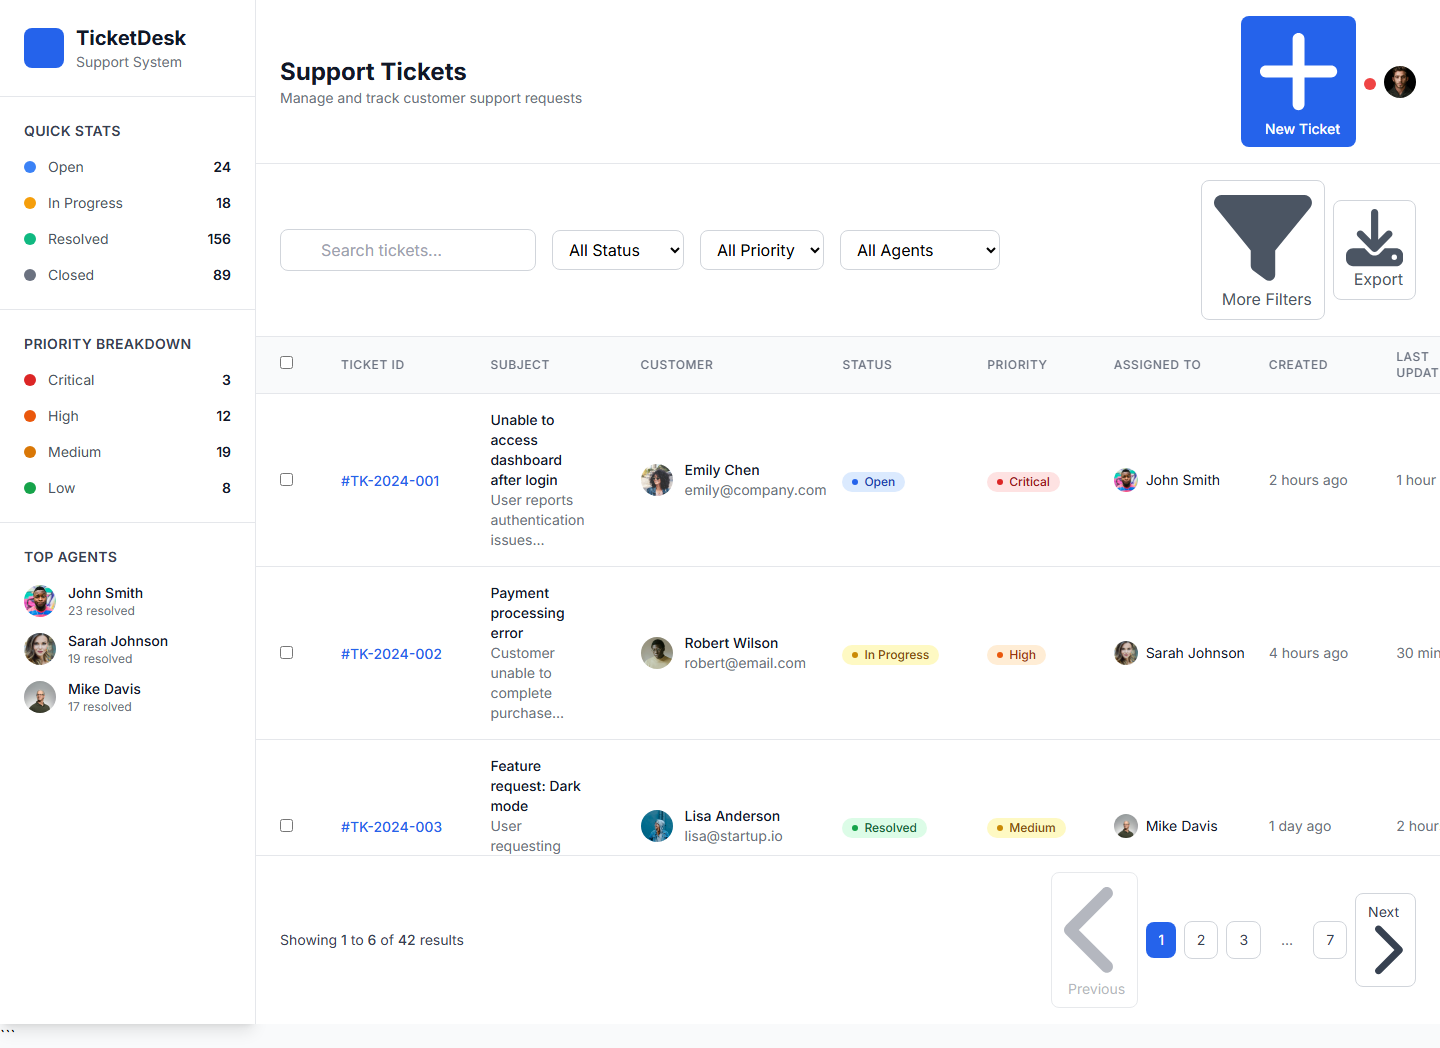 TicketDesk
Support System
QUICK STATS
Open 24
In Progress 18
Resolved 156
Closed 89
PRIORITY BREAKDOWN
Critical 3
High 12
Medium 19
Low 8
TOP AGENTS
John Smith
23 resolved
Sarah Johnson
19 resolved
Mike Davis
17 resolved
Support Tickets
Manage and track customer support requests
New Ticket
Search tickets...
All Status
All Priority
All Agents
More Filters
Export
TICKET ID
SUBJECT
CUSTOMER
STATUS
PRIORITY
ASSIGNED TO
CREATED
LAST
UPDAT
#TK-2024-001
Unable to
access
dashboard
after login
User reports
authentication
issues...
Emily Chen
emily@company.com
Open
Critical
John Smith
2 hours ago
1 hour
#TK-2024-002
Payment
processing
error
Customer
unable to
complete
purchase...
Robert Wilson
robert@email.com
In Progress
High
Sarah Johnson
4 hours ago
30 min
#TK-2024-003
Feature
request: Dark
mode
User
requesting
Lisa Anderson
lisa@startup.io
Resolved
Medium
Mike Davis
1 day ago
2 hour
Showing 1 to 6 of 42 results
Previous
1
2
3
...
7
Next
```